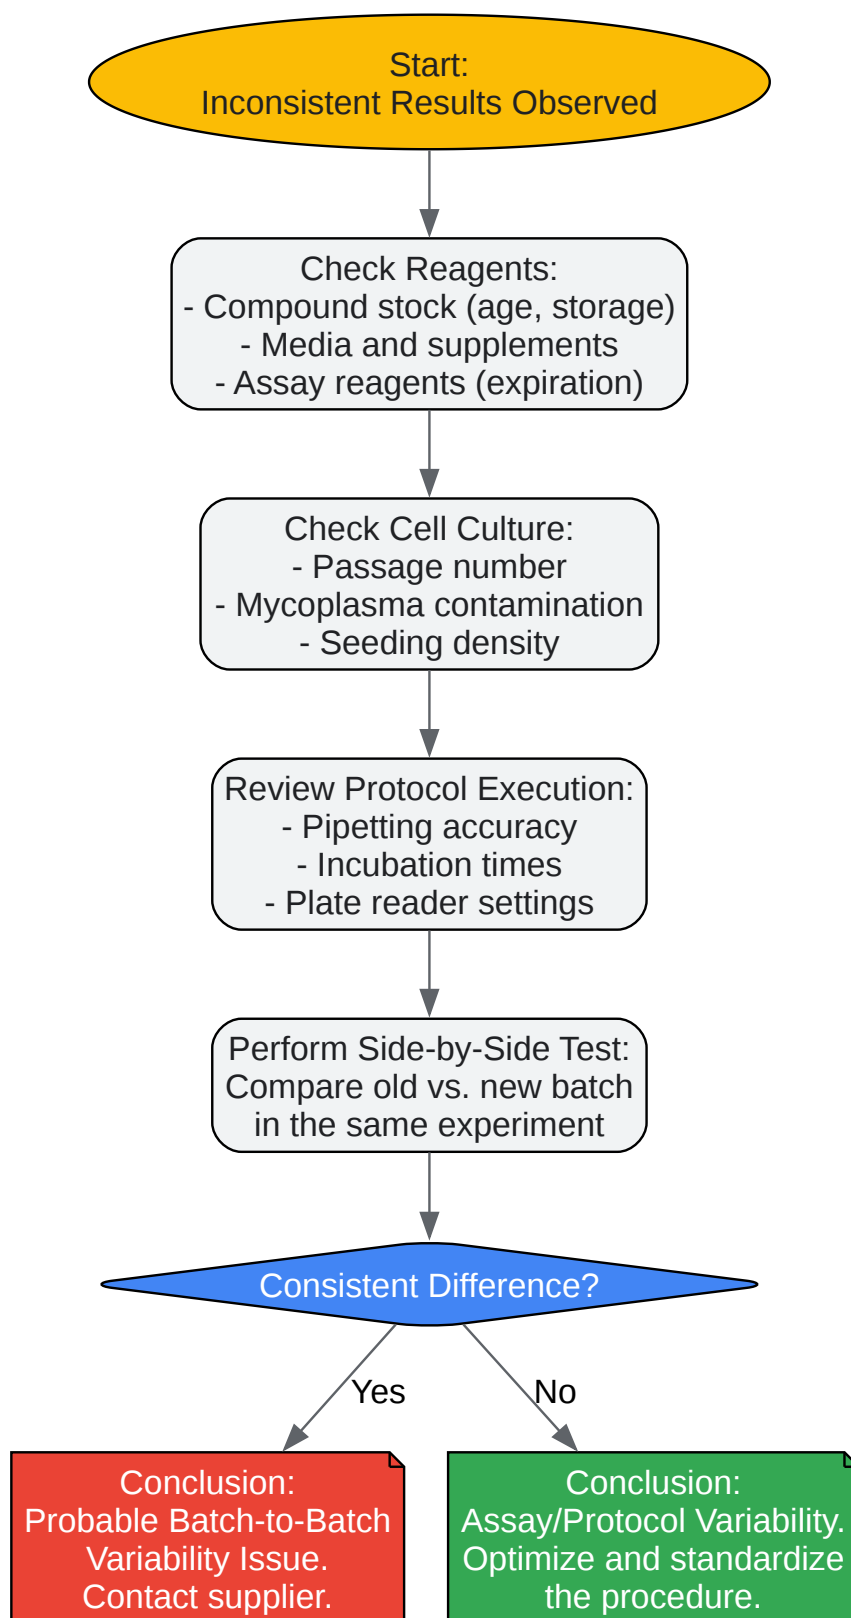 Start:
Inconsistent Results Observed
Check Reagents:
- Compound stock (age, storage)
- Media and supplements
- Assay reagents (expiration)
Check Cell Culture:
- Passage number
- Mycoplasma contamination
- Seeding density
Review Protocol Execution:
- Pipetting accuracy
- Incubation times
- Plate reader settings
Perform Side-by-Side Test:
Compare old vs. new batch
in the same experiment
Consistent Difference?
Yes
No
Conclusion:
Probable Batch-to-Batch
Variability Issue.
Contact supplier.
Conclusion:
Assay/Protocol Variability.
Optimize and standardize
the procedure.